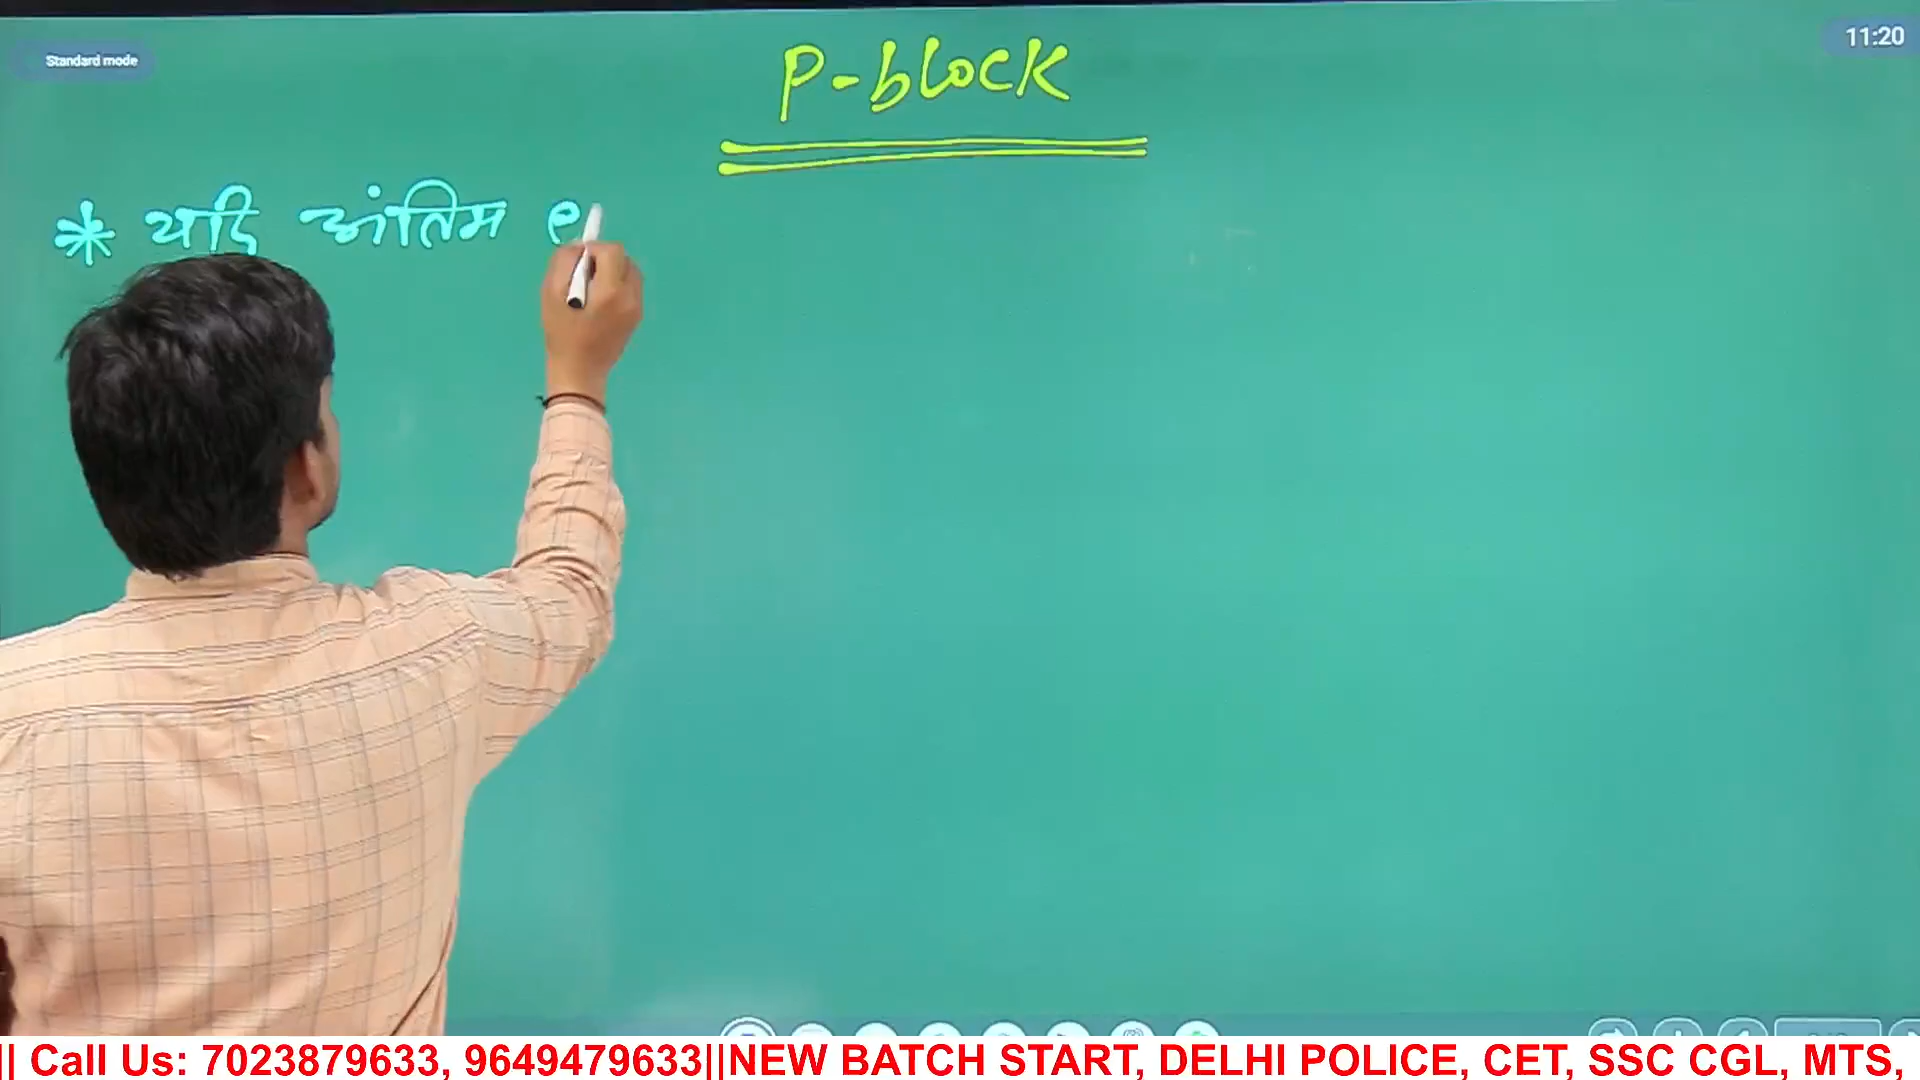 Standard mode
P-block
11:20
* यदि अंतिम e
|| Call Us: 7023879633, 9649479633||NEW BATCH START, DELHI POLICE, CET, SSC CGL, MTS,